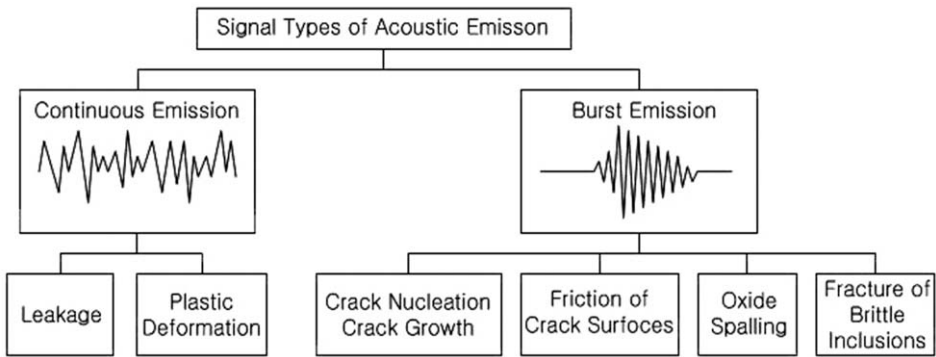 Signal Types of Acoustic Emisson
Continuous Emission
Burst Emission
Leakage
Plastic
Deformation
Crack Nucleation
Crack Growth
Friction of
Crack Surfoces
Oxide
Spalling
Fracture of
Brittle
Inclusions